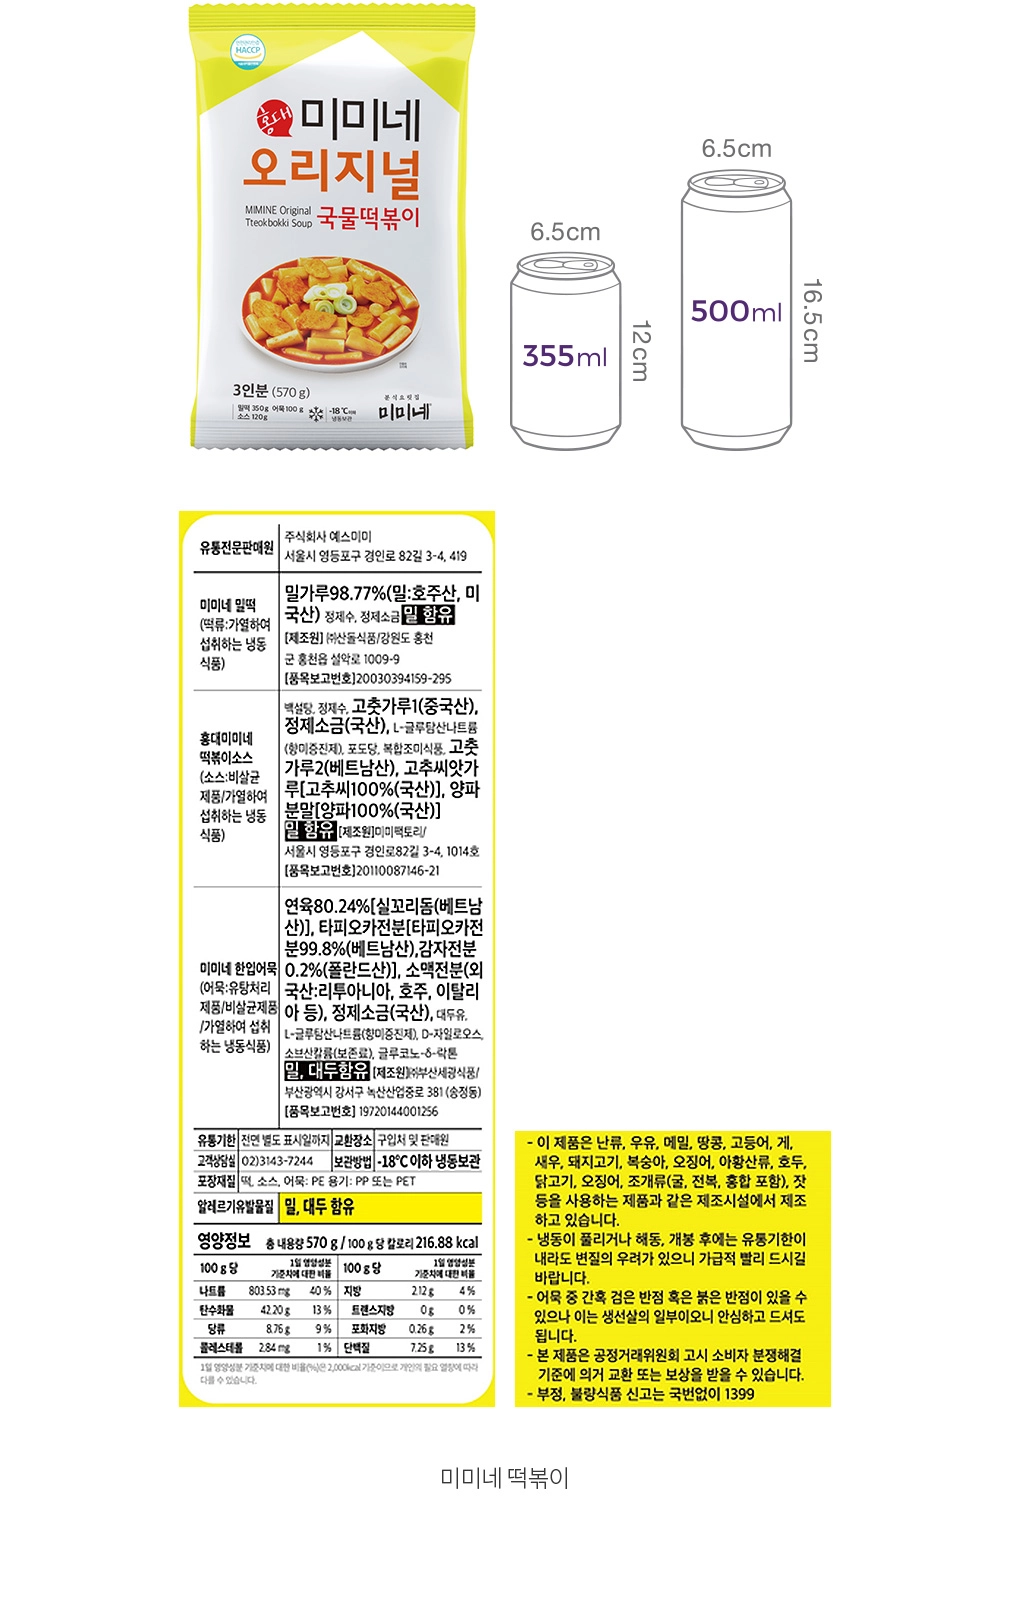 HACCP
홍대
미미네
오리지널
MIMINE Original
Tteokbokki Soup
국물떡볶이
3인분 (570 g)
밀떡 350g 어묵 100 g
소스 120g
-18 ℃이하
냉동보관
분식요릿집
미미네
6.5cm
355ml
12cm
6.5cm
500ml
16.5cm
유통전문판매원
주식회사 예스미미
서울시 영등포구 경인로 82길 3-4, 419
미미네 밀떡
(떡류:가열하여
섭취하는 냉동
식품)
밀가루98.77%(밀:호주산, 미
국산) 정제수, 정제소금 밀 함유
[제조원] ㈜산돌식품/강원도 홍천
군 홍천읍 설악로 1009-9
[품목보고번호]20030394159-295
홍대미미네
떡볶이소스
(소스:비살균
제품/가열하여
섭취하는 냉동
식품)
백설탕, 정제수, 고춧가루1(중국산),
정제소금(국산), L-글루탐산나트륨
(향미증진제), 포도당, 복합조미식품, 고춧
가루2(베트남산), 고추씨앗가
루[고추씨100%(국산)], 양파
분말[양파100%(국산)]
밀 함유 [제조원]미미팩토리/
서울시 영등포구 경인로82길 3-4, 1014호
[품목보고번호]20110087146-21
미미네 한입어묵
(어묵:유탕처리
제품/비살균제품
/가열하여 섭취
하는 냉동식품)
연육80.24%[실꼬리돔(베트남
산)], 타피오카전분[타피오카전
분99.8%(베트남산),감자전분
0.2%(폴란드산)], 소맥전분(외
국산:리투아니아, 호주, 이탈리
아 등), 정제소금(국산), 대두유,
L-글루탐산나트륨(향미증진제), D-자일로오스,
소브산칼륨(보존료), 글루코노-δ-락톤
밀, 대두함유 [제조원]㈜부산세광식품/
부산광역시 강서구 녹산산업중로 381 (송정동)
[품목보고번호] 19720144001256
유통기한 전면 별도 표시일까지 교환장소 구입처 및 판매원
고객상담실 02)3143-7244 보관방법 -18℃ 이하 냉동보관
포장재질 떡, 소스, 어묵: PE 용기: PP 또는 PET
알레르기유발물질 밀, 대두 함유
영양정보 총 내용량 570 g / 100 g 당 칼로리 216.88 kcal
100 g 당 1일 영양성분 기준치에 대한 비율 100 g 당 1일 영양성분 기준치에 대한 비율
나트륨 803.53 mg 40 % 지방 2.12 g 4 %
탄수화물 42.20 g 13 % 트랜스지방 0 g 0 %
당류 8.76 g 9 % 포화지방 0.26 g 2 %
콜레스테롤 2.84 mg 1 % 단백질 7.25 g 13 %
1일 영양성분 기준치에 대한 비율(%)은 2,000kcal 기준이므로 개인의 필요 열량에 따라
다를 수 있습니다.
- 이 제품은 난류, 우유, 메밀, 땅콩, 고등어, 게,
새우, 돼지고기, 복숭아, 오징어, 아황산류, 호두,
닭고기, 오징어, 조개류(굴, 전복, 홍합 포함), 잣
등을 사용하는 제품과 같은 제조시설에서 제조
하고 있습니다.
- 냉동이 풀리거나 해동, 개봉 후에는 유통기한이
내라도 변질의 우려가 있으니 가급적 빨리 드시길
바랍니다.
- 어묵 중 간혹 검은 반점 혹은 붉은 반점이 있을 수
있으나 이는 생선살의 일부이오니 안심하고 드셔도
됩니다.
- 본 제품은 공정거래위원회 고시 소비자 분쟁해결
기준에 의거 교환 또는 보상을 받을 수 있습니다.
- 부정, 불량식품 신고는 국번없이 1399
미미네 떡볶이